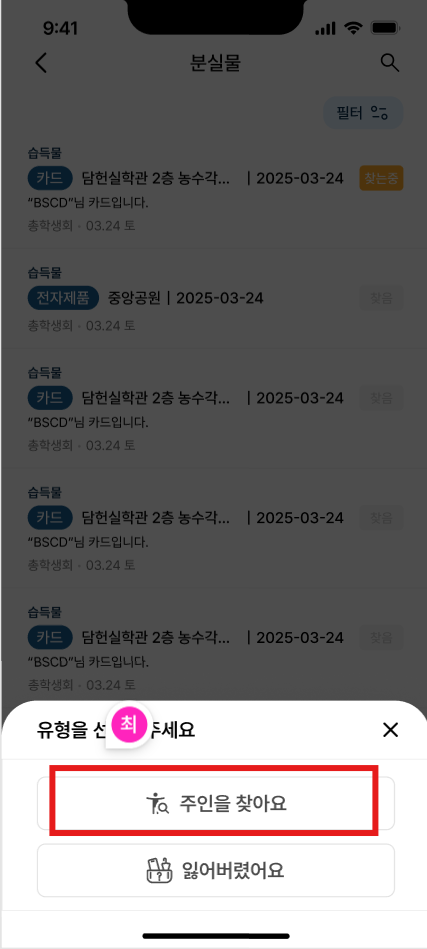 9:41
분실물
필터
습득물
카드 담헌실학관 2층 농수각... | 2025-03-24 찾는중
“BSCD”님 카드입니다.
총학생회 · 03.24 토
습득물
전자제품 중앙공원 | 2025-03-24 찾음
총학생회 · 03.24 토
습득물
카드 담헌실학관 2층 농수각... | 2025-03-24 찾음
“BSCD”님 카드입니다.
총학생회 · 03.24 토
습득물
카드 담헌실학관 2층 농수각... | 2025-03-24 찾음
“BSCD”님 카드입니다.
총학생회 · 03.24 토
습득물
카드 담헌실학관 2층 농수각... | 2025-03-24 찾음
“BSCD”님 카드입니다.
총학생회 · 03.24 토
유형을 선 최 주세요
주인을 찾아요
잃어버렸어요